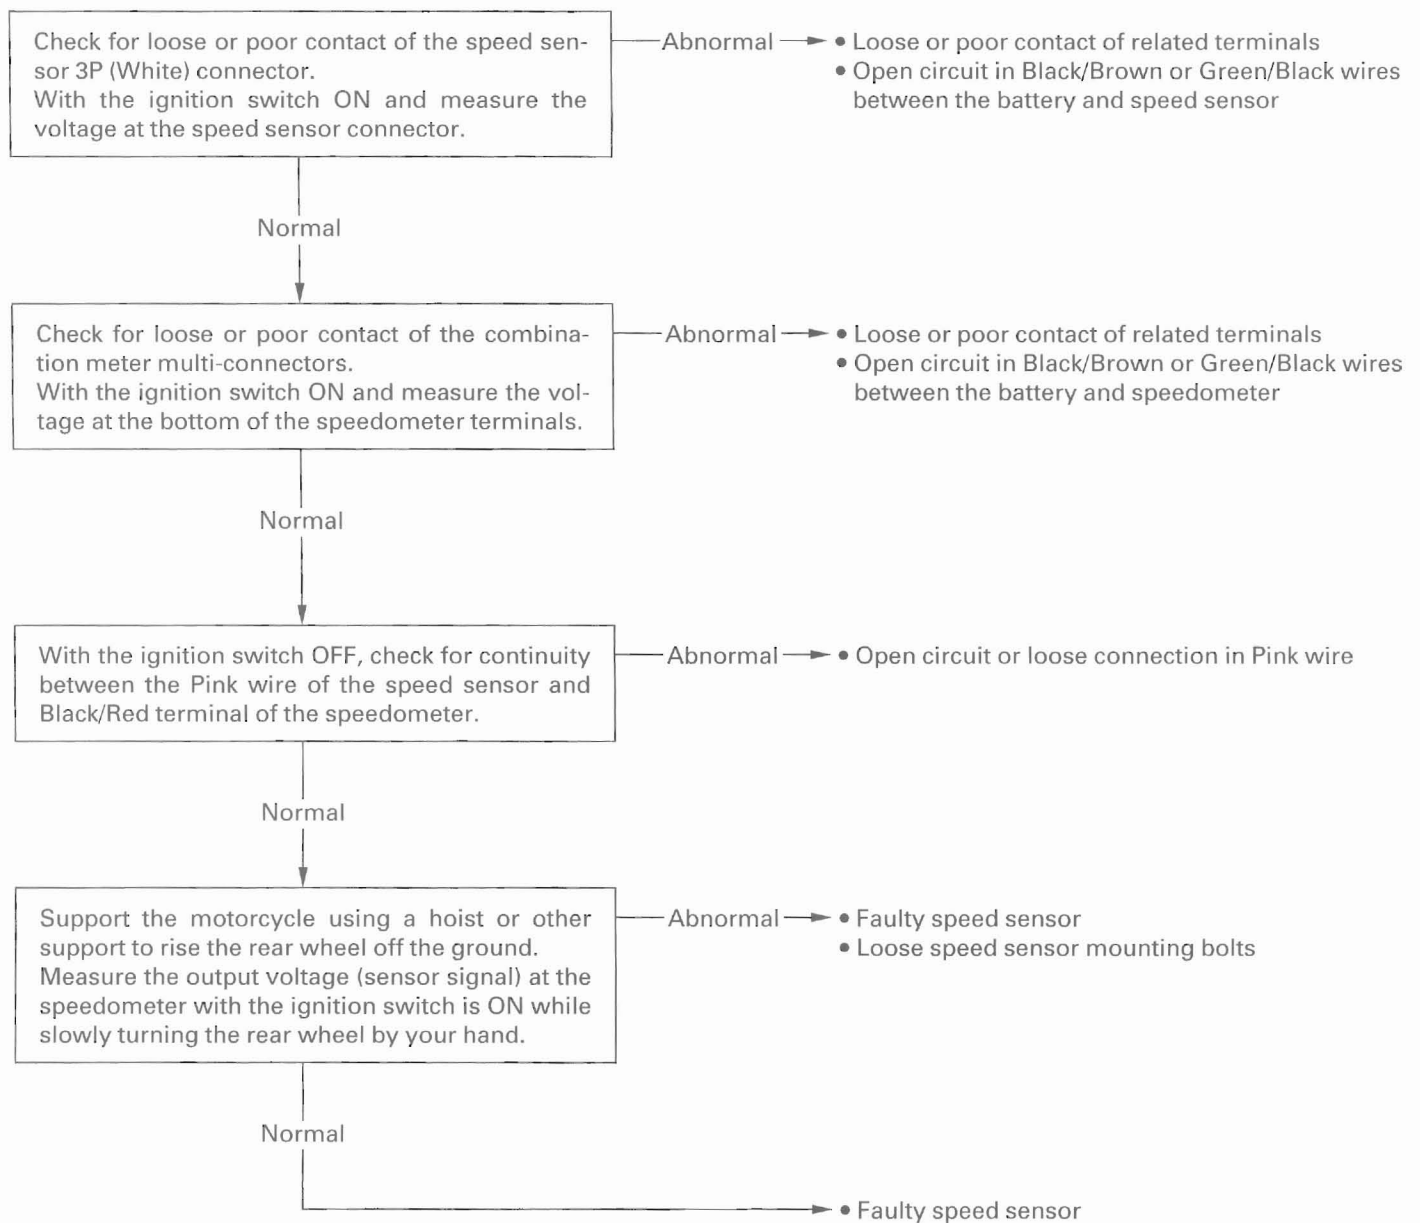 Check for loose or poor contact of the speed sen-
sor 3P (White) connector.
With the ignition switch ON and measure the
voltage at the speed sensor connector.
Abnormal
• Loose or poor contact of related terminals
• Open circuit in Black/Brown or Green/Black wires
between the battery and speed sensor
Normal
Check for loose or poor contact of the combina-
tion meter multi-connectors.
With the ignition switch ON and measure the vol-
tage at the bottom of the speedometer terminals.
Abnormal
• Loose or poor contact of related terminals
• Open circuit in Black/Brown or Green/Black wires
between the battery and speedometer
Normal
With the ignition switch OFF, check for continuity
between the Pink wire of the speed sensor and
Black/Red terminal of the speedometer.
Abnormal
• Open circuit or loose connection in Pink wire
Normal
Support the motorcycle using a hoist or other
support to rise the rear wheel off the ground.
Measure the output voltage (sensor signal) at the
speedometer with the ignition switch is ON while
slowly turning the rear wheel by your hand.
Abnormal
• Faulty speed sensor
• Loose speed sensor mounting bolts
Normal
• Faulty speed sensor